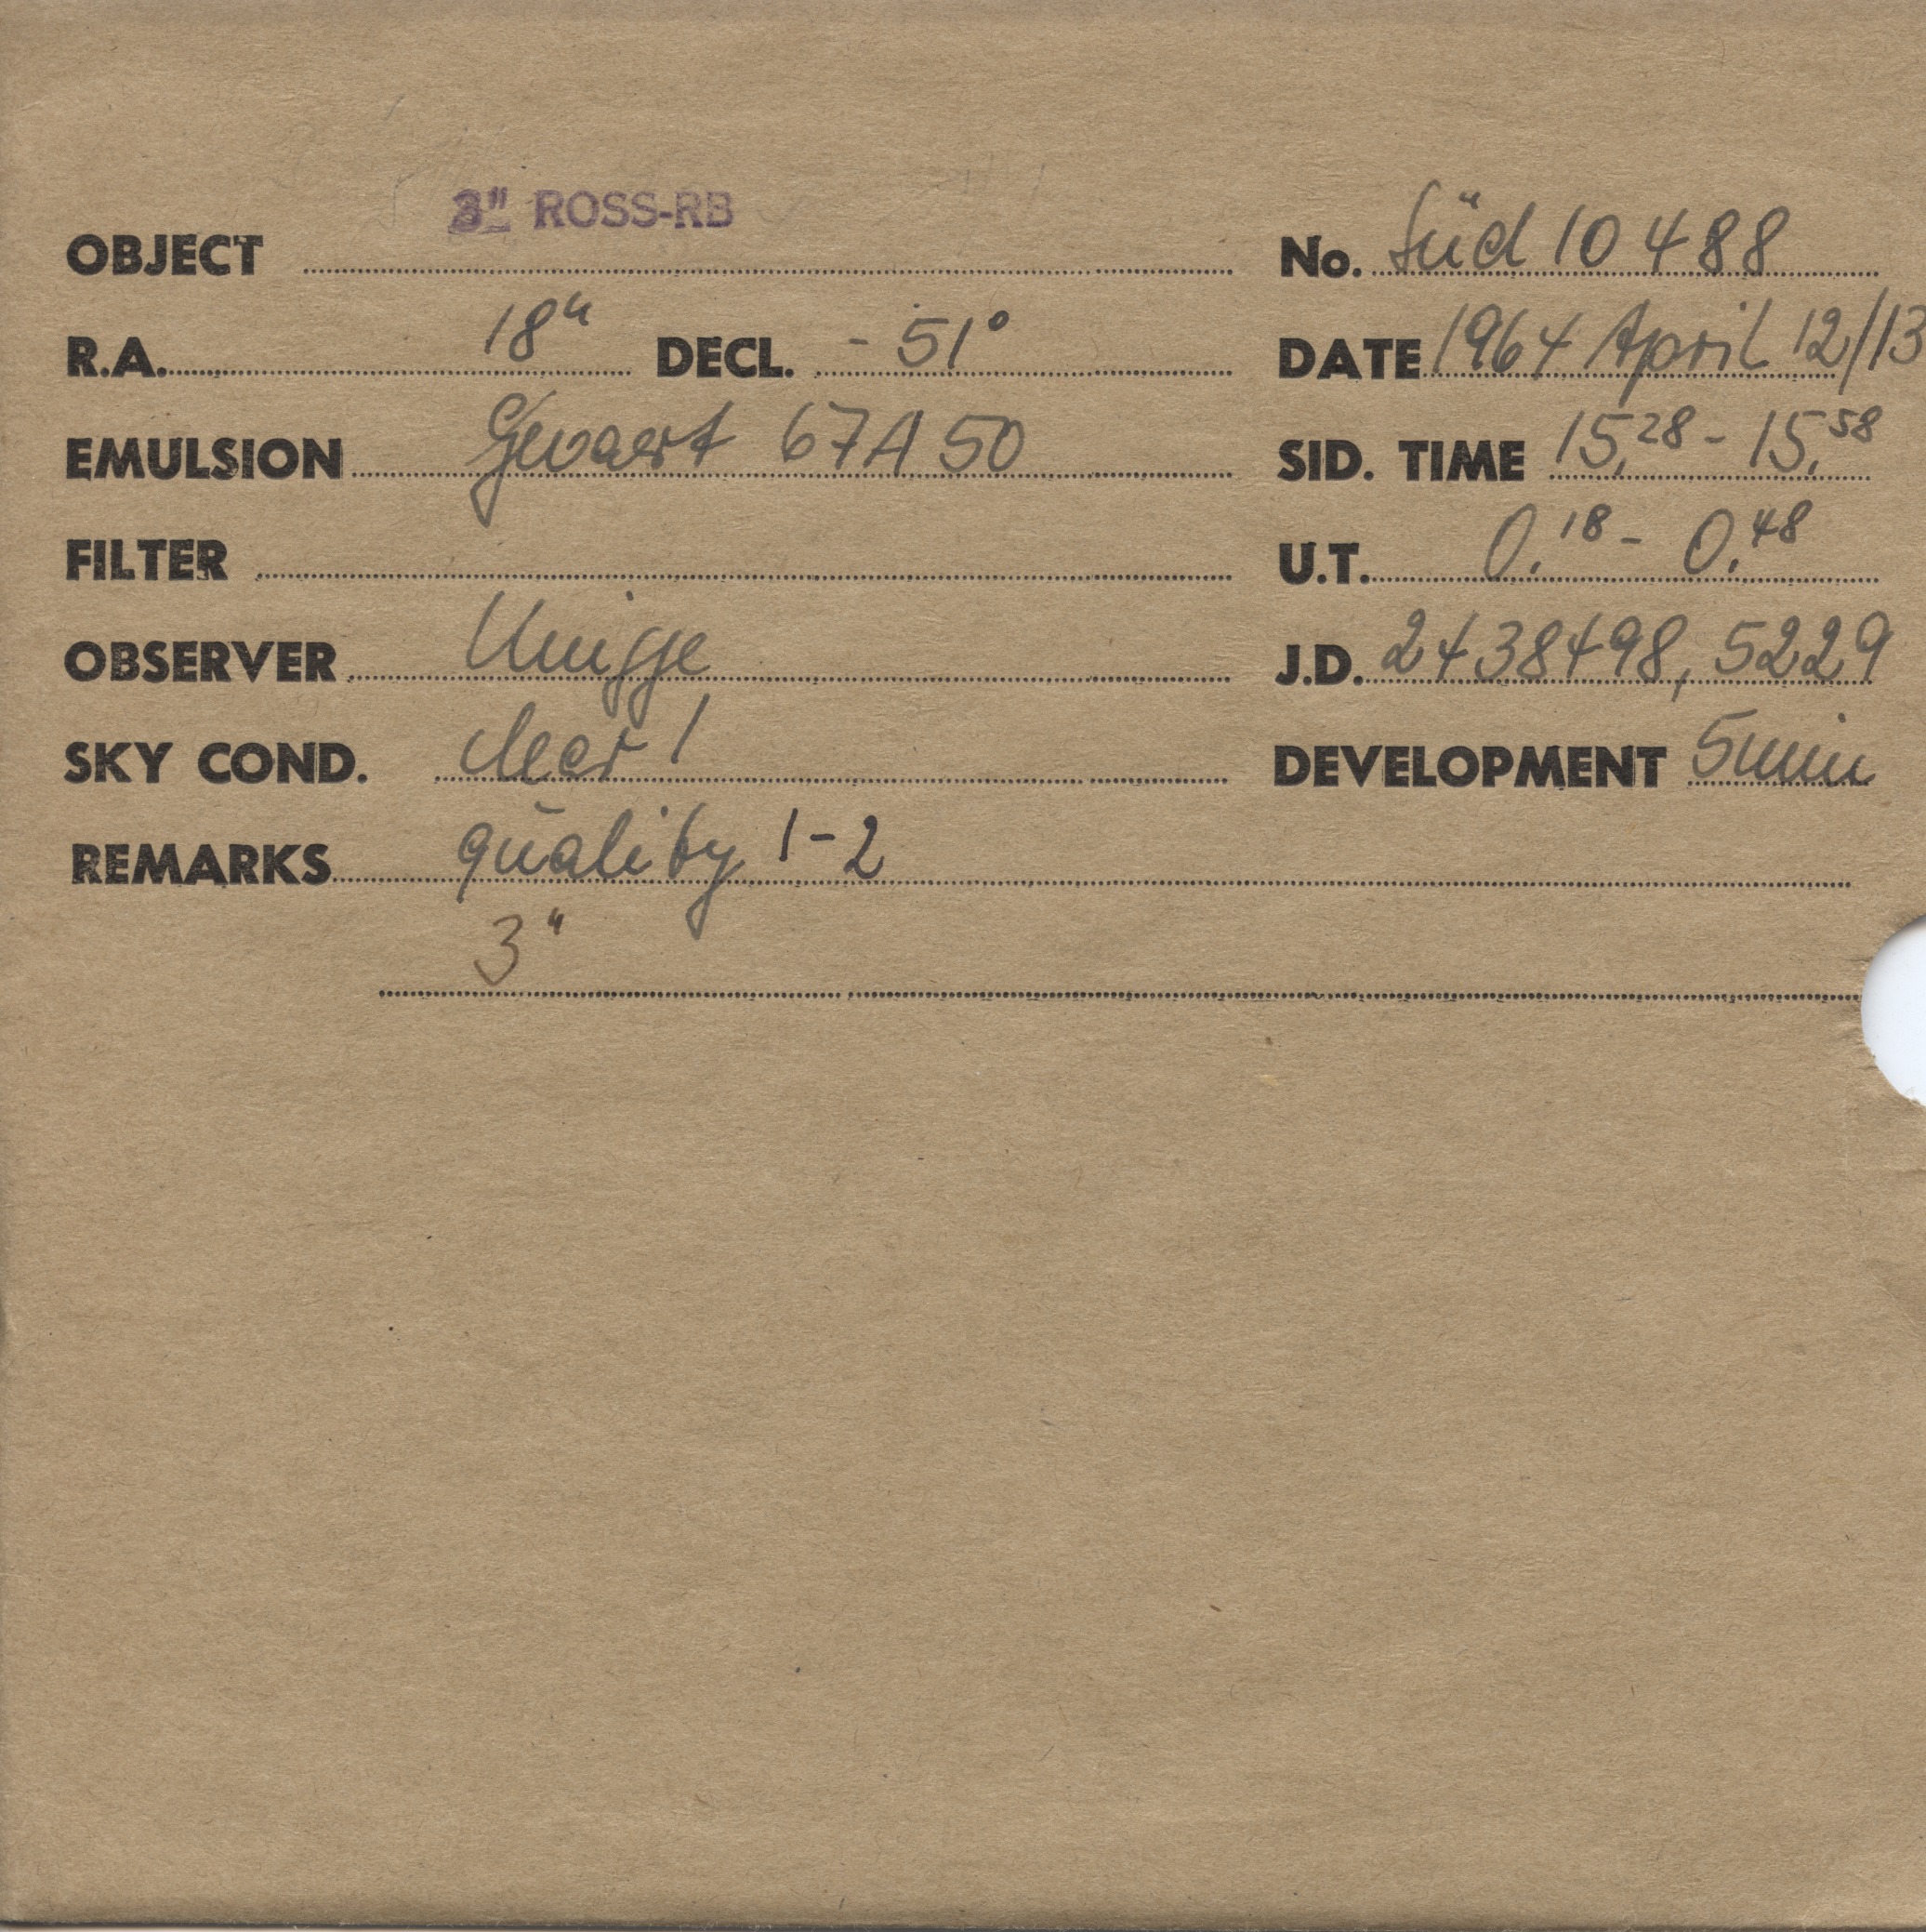 3" ROSS-RB
OBJECT No. Süd 10488
R.A. 18h DECL. -51° DATE 1964 April 12/13
EMULSION Gevaert 67A50 SID. TIME 15.28 - 15.58
FILTER U.T. 0.18 - 0.48
OBSERVER J.D. 2438498,5229
SKY COND. clear 1 DEVELOPMENT 5min
REMARKS quality 1-2
3"